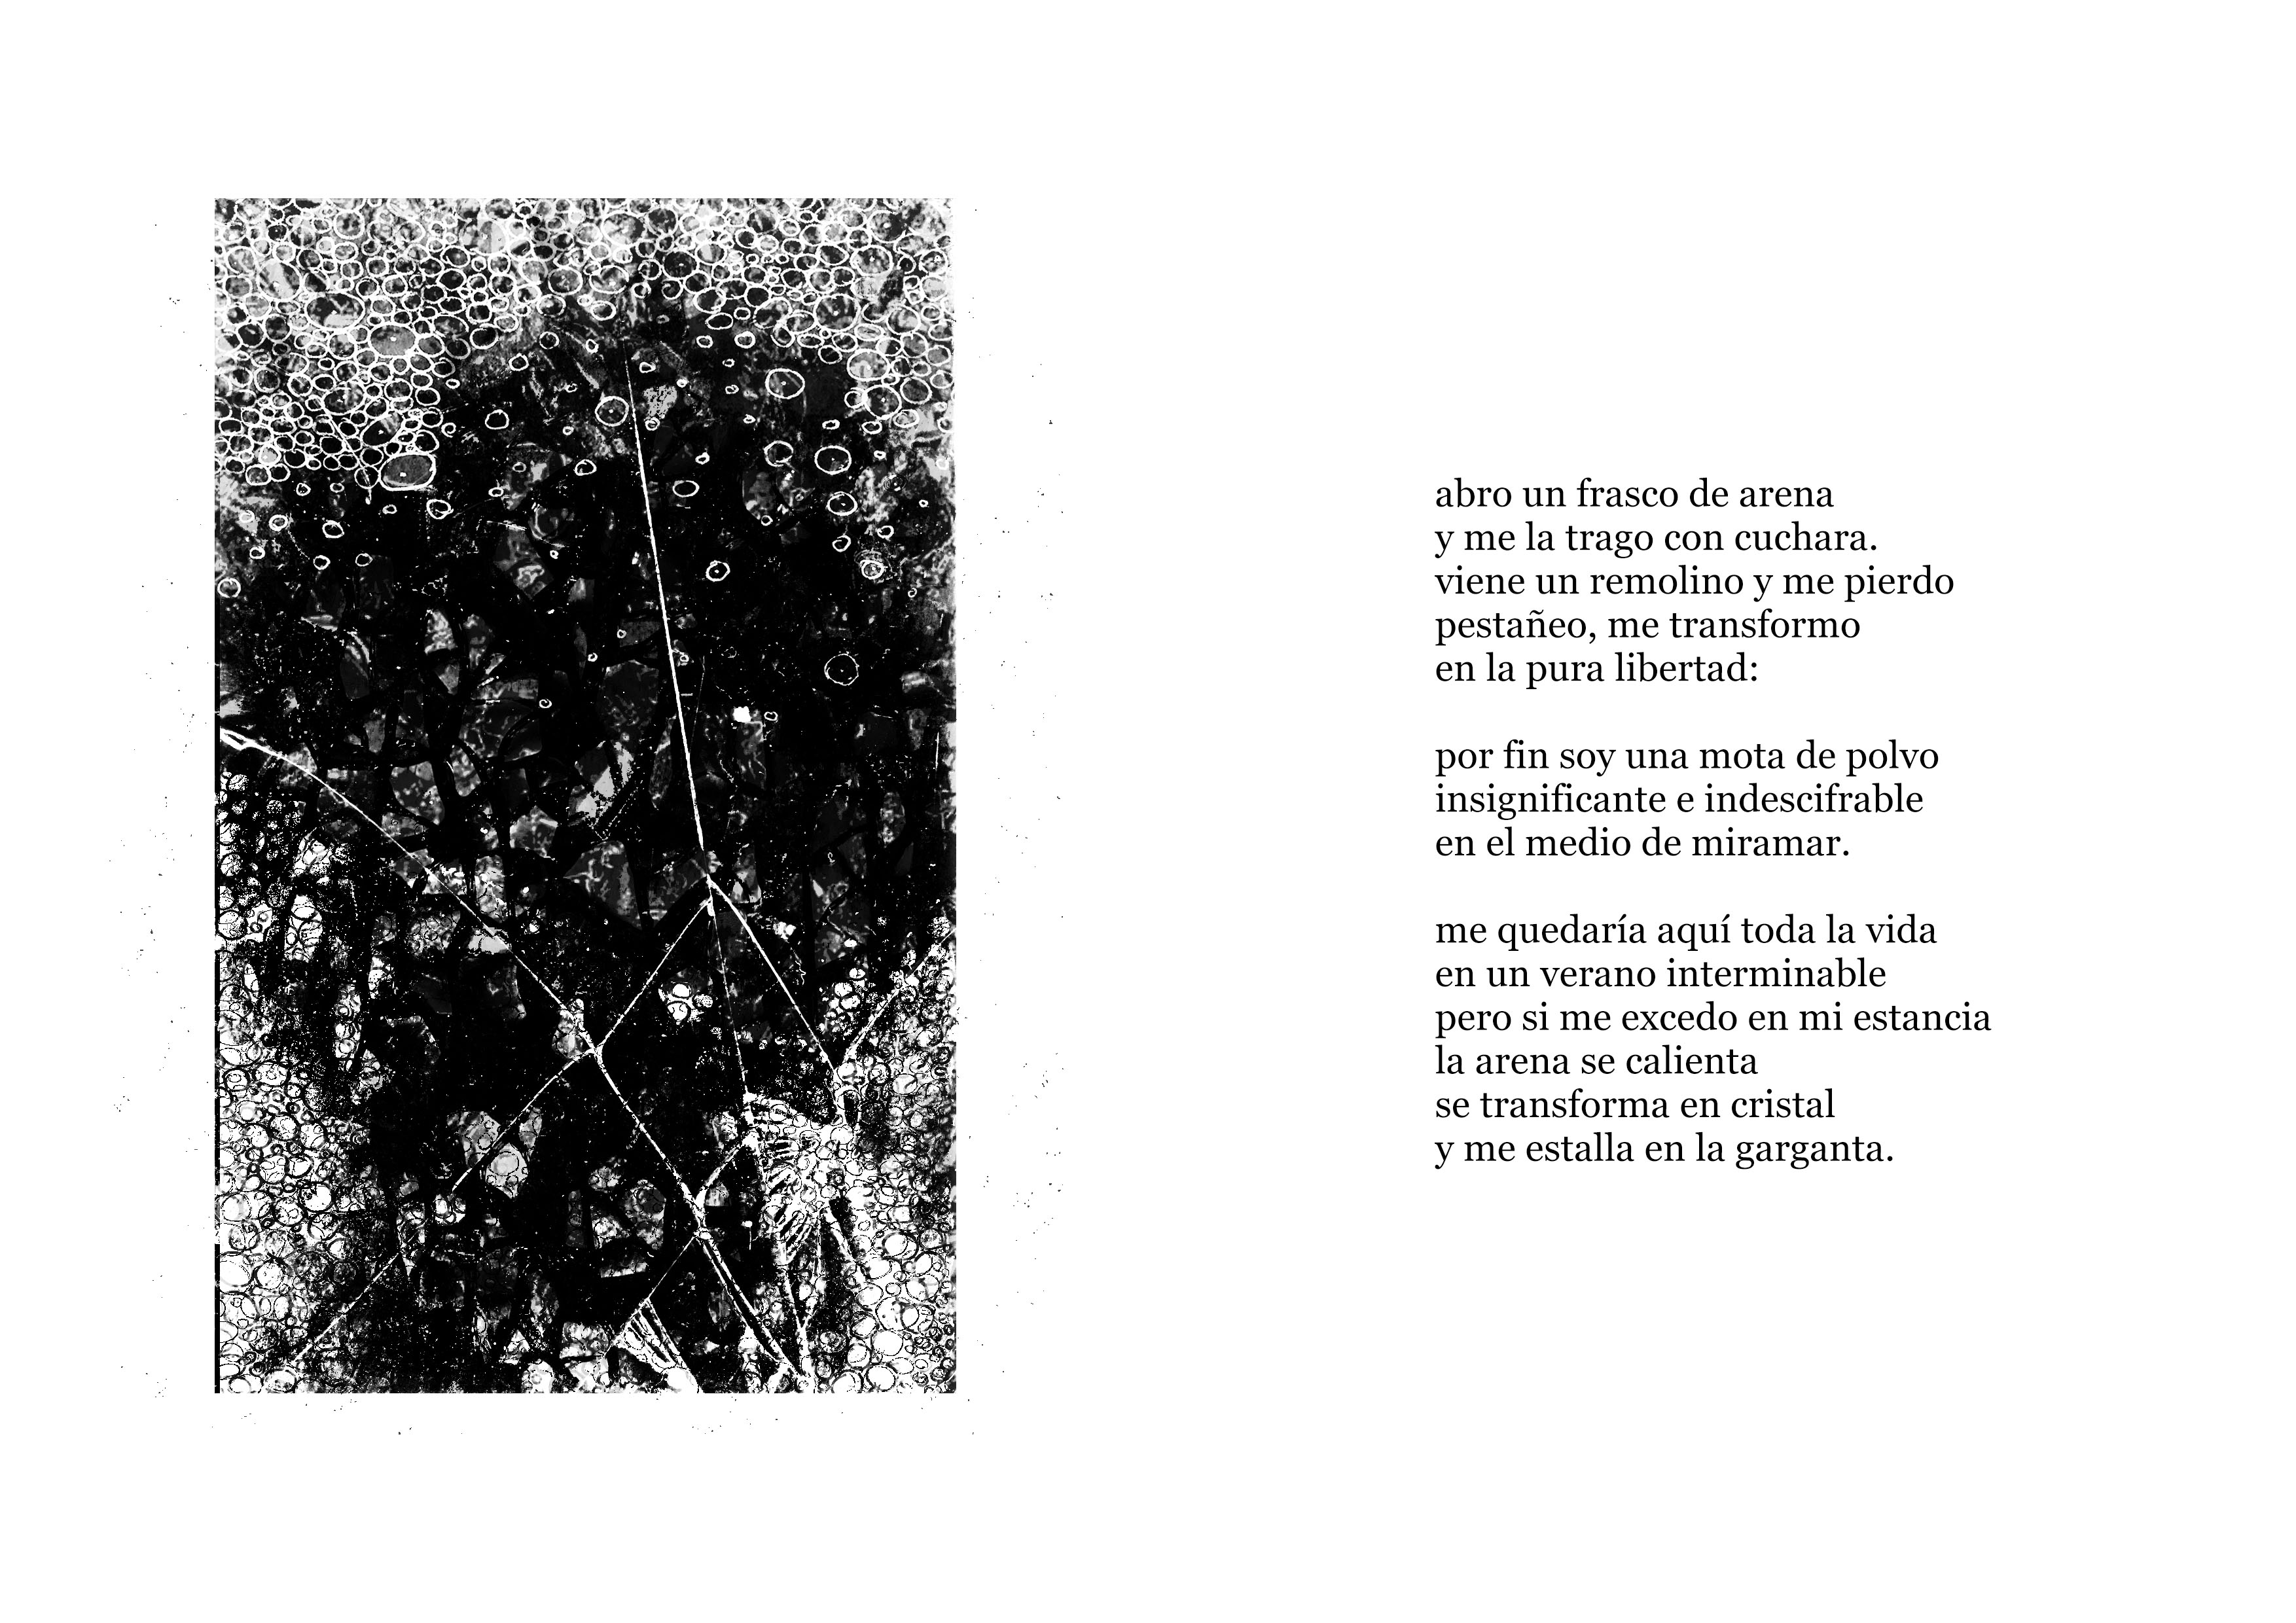 abro un frasco de arena
y me la trago con cuchara.
viene un remolino y me pierdo
pestañeo, me transformo
en la pura libertad:
por fin soy una mota de polvo
insignificante e indescifrable
en el medio de miramar.
me quedaría aquí toda la vida
en un verano interminable
pero si me excedo en mi estancia
la arena se calienta
se transforma en cristal
y me estalla en la garganta.